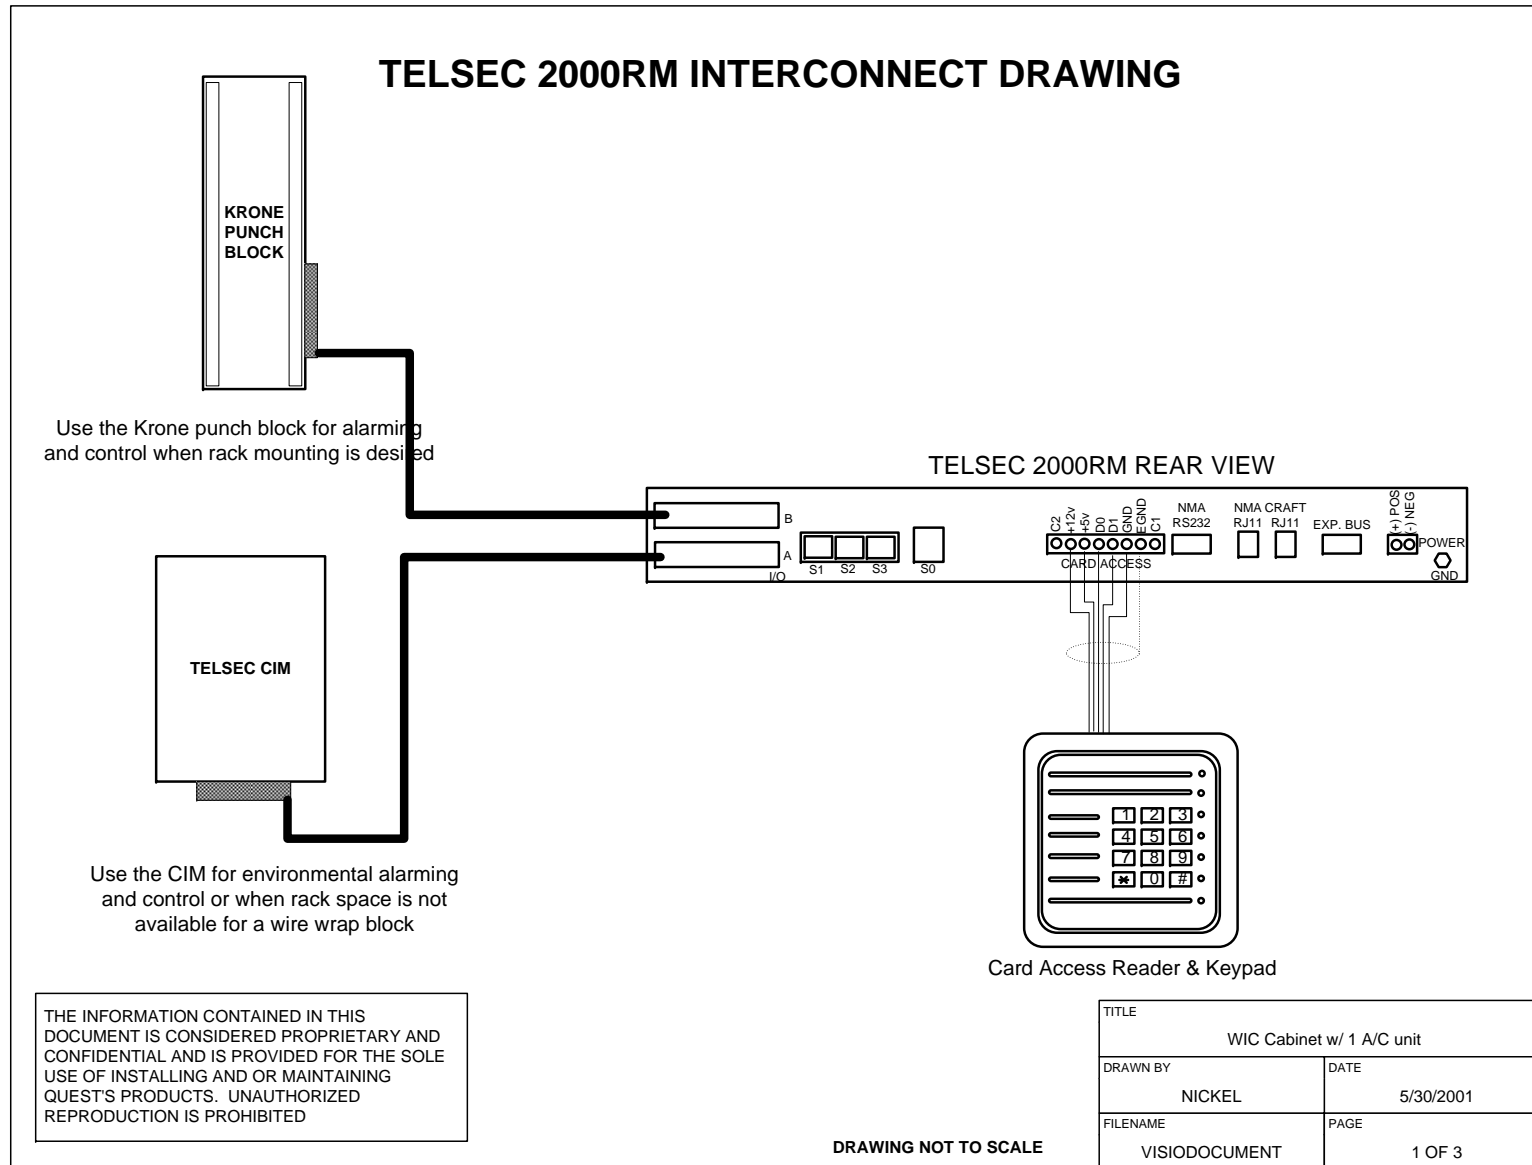 TELSEC 2000RM INTERCONNECT DRAWING
KRONE
PUNCH
BLOCK
Use the Krone punch block for alarming
and control when rack mounting is desired
TELSEC 2000RM REAR VIEW
B
A
I/O
S1 S2 S3 S0
C2
+12v
+5v
D0
D1
GND
EGND
C1
CARD ACCESS
NMA
RS232
NMA CRAFT
RJ11 RJ11
EXP. BUS
(+) POS
(-) NEG
POWER
GND
TELSEC CIM
Use the CIM for environmental alarming
and control or when rack space is not
available for a wire wrap block
1 2 3
4 5 6
7 8 9
* 0 #
Card Access Reader & Keypad
THE INFORMATION CONTAINED IN THIS
DOCUMENT IS CONSIDERED PROPRIETARY AND
CONFIDENTIAL AND IS PROVIDED FOR THE SOLE
USE OF INSTALLING AND OR MAINTAINING
QUEST'S PRODUCTS. UNAUTHORIZED
REPRODUCTION IS PROHIBITED
DRAWING NOT TO SCALE
TITLE
WIC Cabinet w/ 1 A/C unit
DRAWN BY
NICKEL
DATE
5/30/2001
FILENAME
VISIODOCUMENT
PAGE
1 OF 3